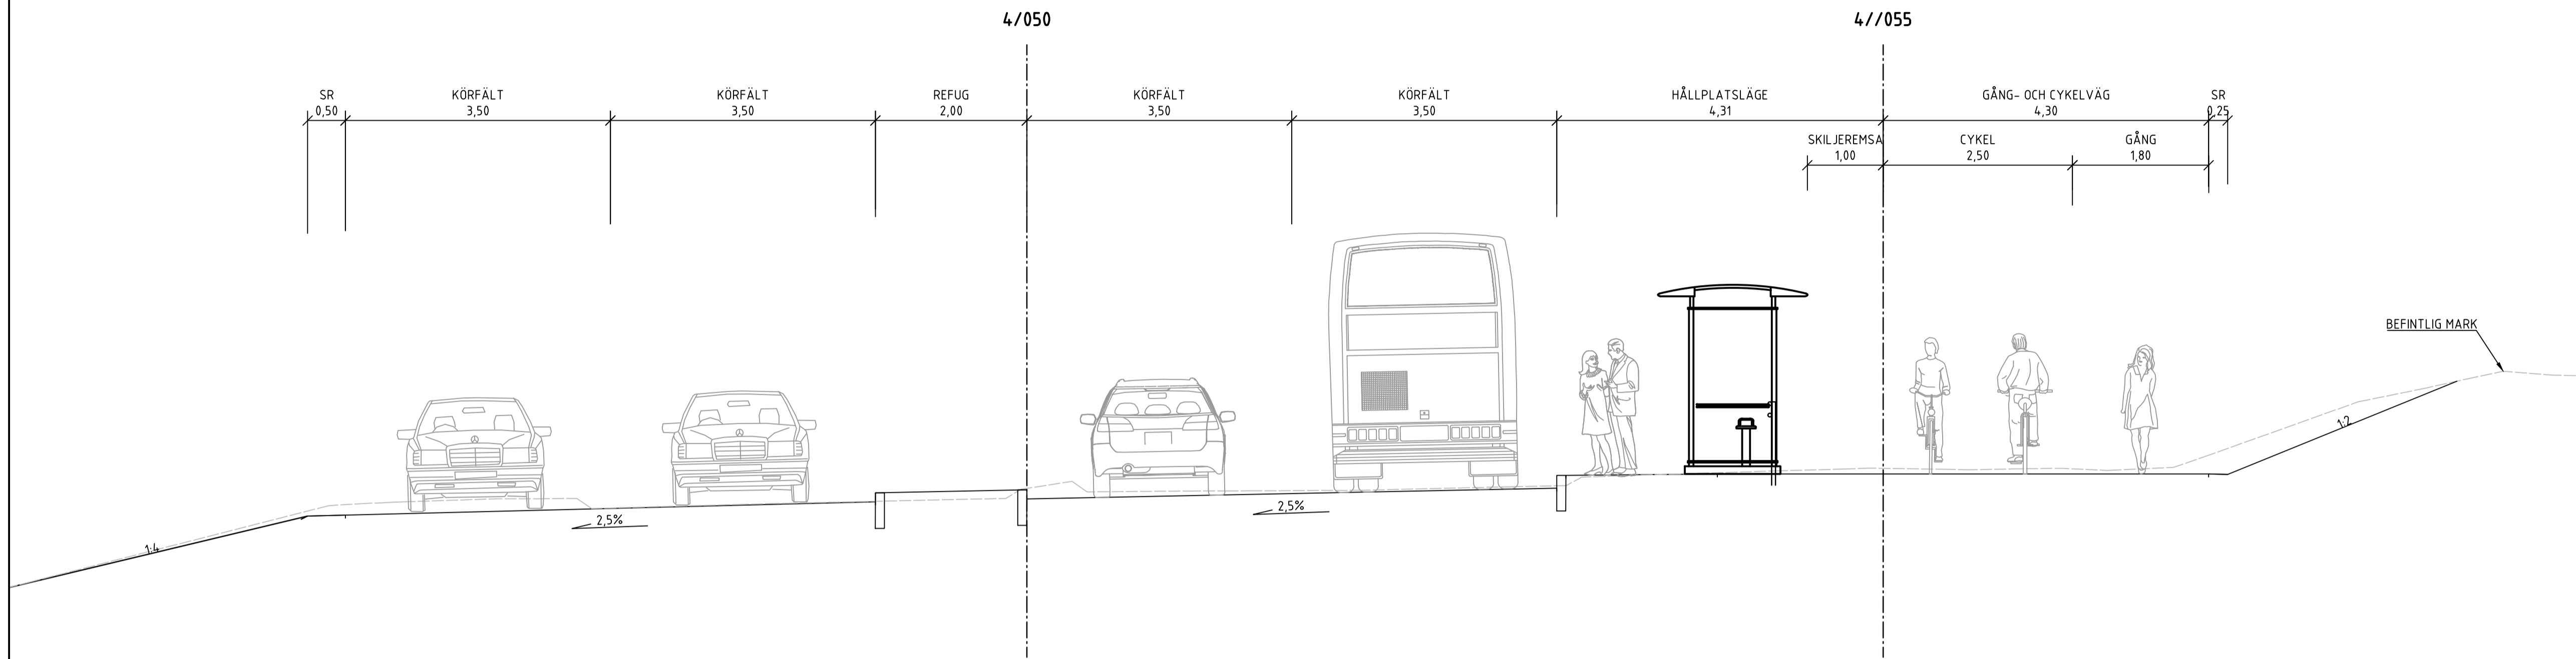 4/050
4//055
SR
0,50
KÖRFÄLT
3,50
KÖRFÄLT
3,50
REFUG
2,00
KÖRFÄLT
3,50
KÖRFÄLT
3,50
HÅLLPLATSLÄGE
4,31
GÅNG- OCH CYKELVÄG
4,30
SR
0,25
SKILJEREMSA
1,00
CYKEL
2,50
GÅNG
1,80
BEFINTLIG MARK
1:2
1:4
2,5%
2,5%